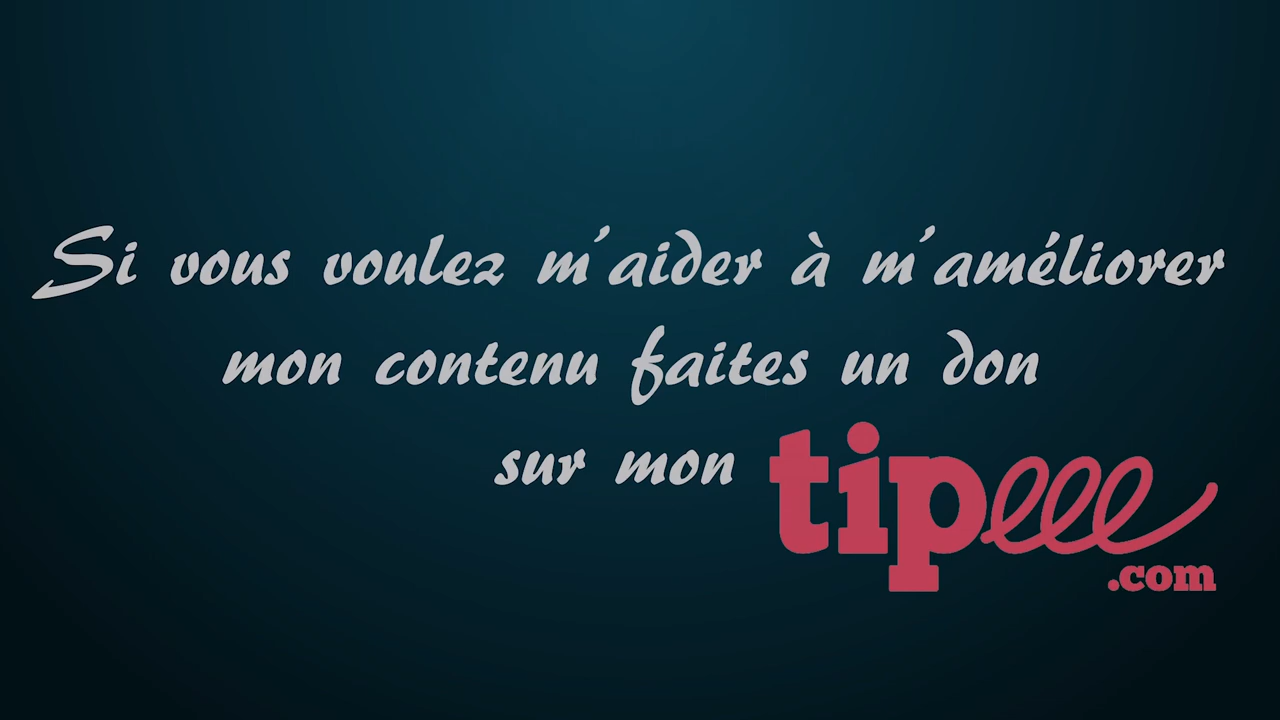 Si vous voulez m'aider à m'améliorer
mon contenu faites un don
sur mon tipeee
.com